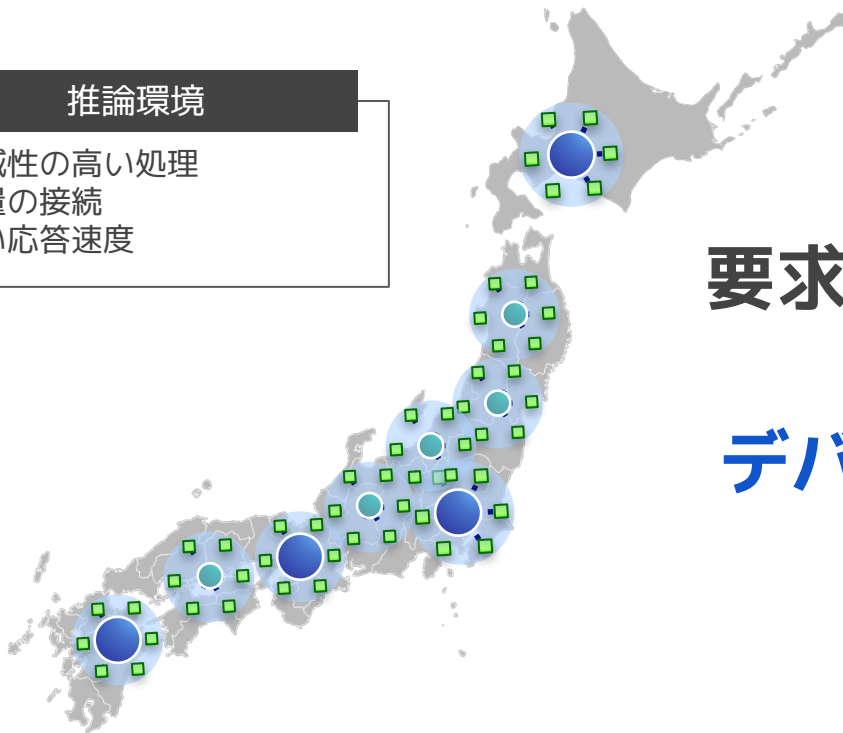 推論環境
性の高い処理
の接続
応答速度
要求
デバ